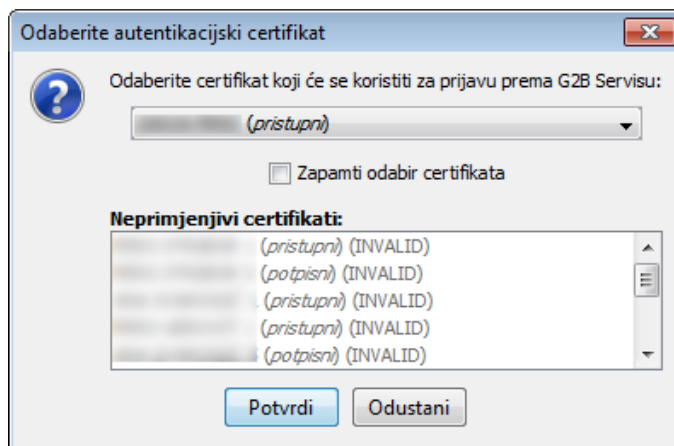 Odaberite autentikacijski certifikat
Odaberite certifikat koji će se koristiti za prijavu prema G2B Servisu:
(pristupni)
Zapamti odabir certifikata
Neprimjenjivi certifikati:
(pristupni) (INVALID)
(potpisni) (INVALID)
(pristupni) (INVALID)
(pristupni) (INVALID)
(potpisni) (INVALID)
Potvrdi Odustani